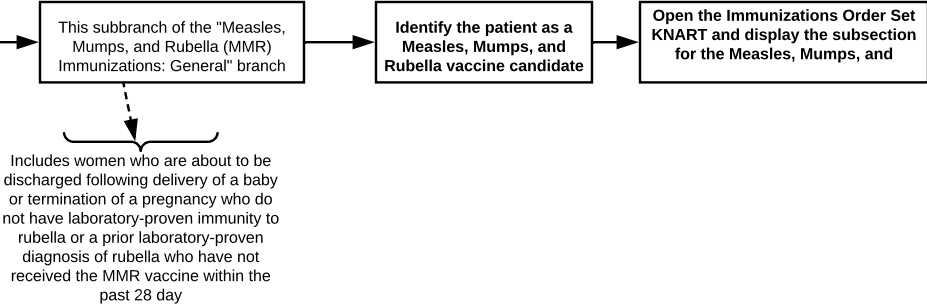 This subbranch of the "Measles,
Mumps, and Rubella (MMR)
Immunizations: General" branch
Identify the patient as a
Measles, Mumps, and
Rubella vaccine candidate
Open the Immunizations Order Set
KNART and display the subsection
for the Measles, Mumps, and
Includes women who are about to be
discharged following delivery of a baby
or termination of a pregnancy who do
not have laboratory-proven immunity to
rubella or a prior laboratory-proven
diagnosis of rubella who have not
received the MMR vaccine within the
past 28 day